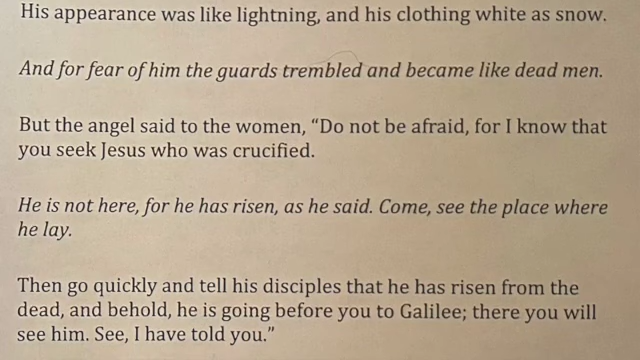 His appearance was like lightning, and his clothing white as snow.
And for fear of him the guards trembled and became like dead men.
But the angel said to the women, “Do not be afraid, for I know that
you seek Jesus who was crucified.
He is not here, for he has risen, as he said. Come, see the place where
he lay.
Then go quickly and tell his disciples that he has risen from the
dead, and behold, he is going before you to Galilee; there you will
see him. See, I have told you.”